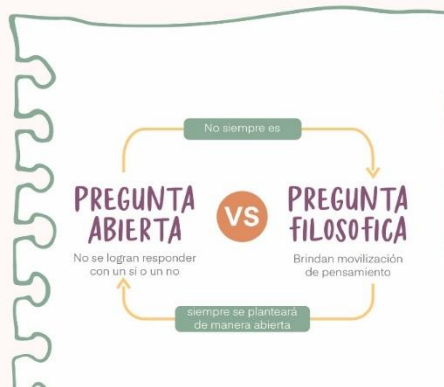 No siempre es
PREGUNTA
ABIERTA
No se logran responder
con un si o un no
VS
PREGUNTA
FILOSOFICA
Brindan movilización
de pensamiento
siempre se planteará
de manera abierta